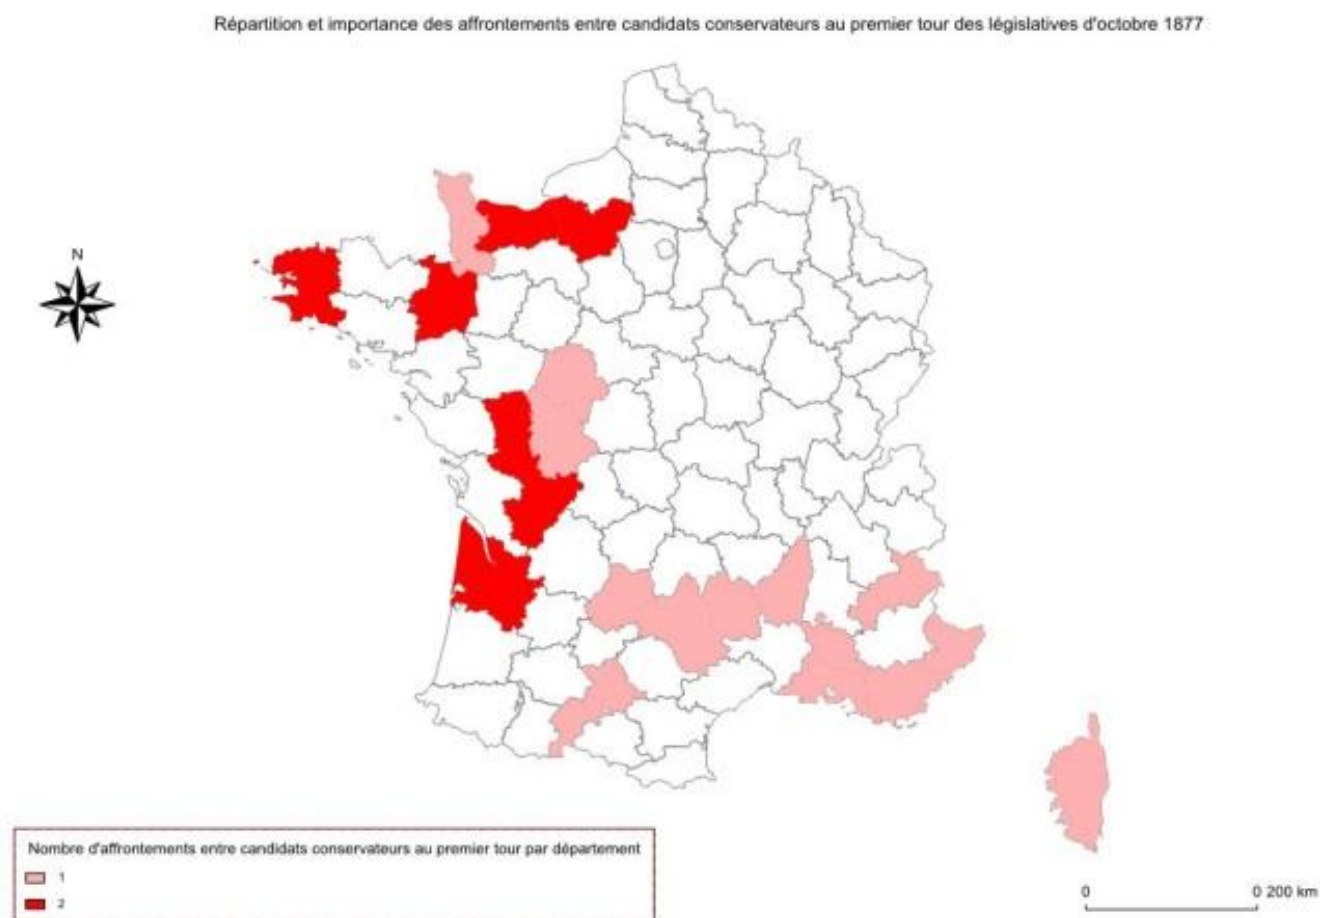 Répartition et importance des affrontements entre candidats conservateurs au premier tour des législatives d'octobre 1877
N
Nombre d'affrontements entre candidats conservateurs au premier tour par département
1
2
0
0 200 km